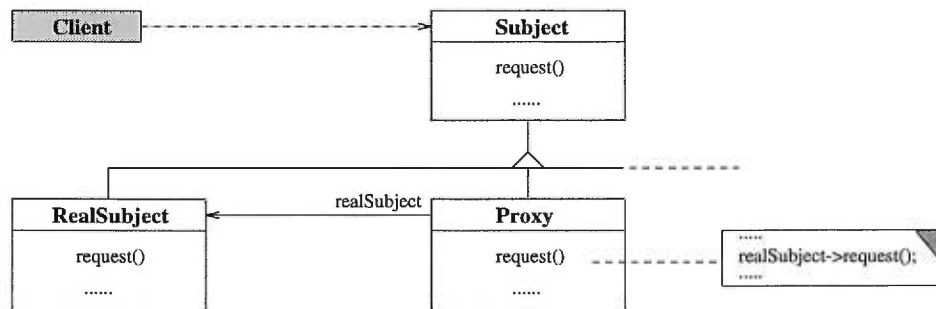 Client
Subject
request()
......
realSubject
RealSubject
Proxy
request()
request()
.....
realSubject->request();
.....
......
......